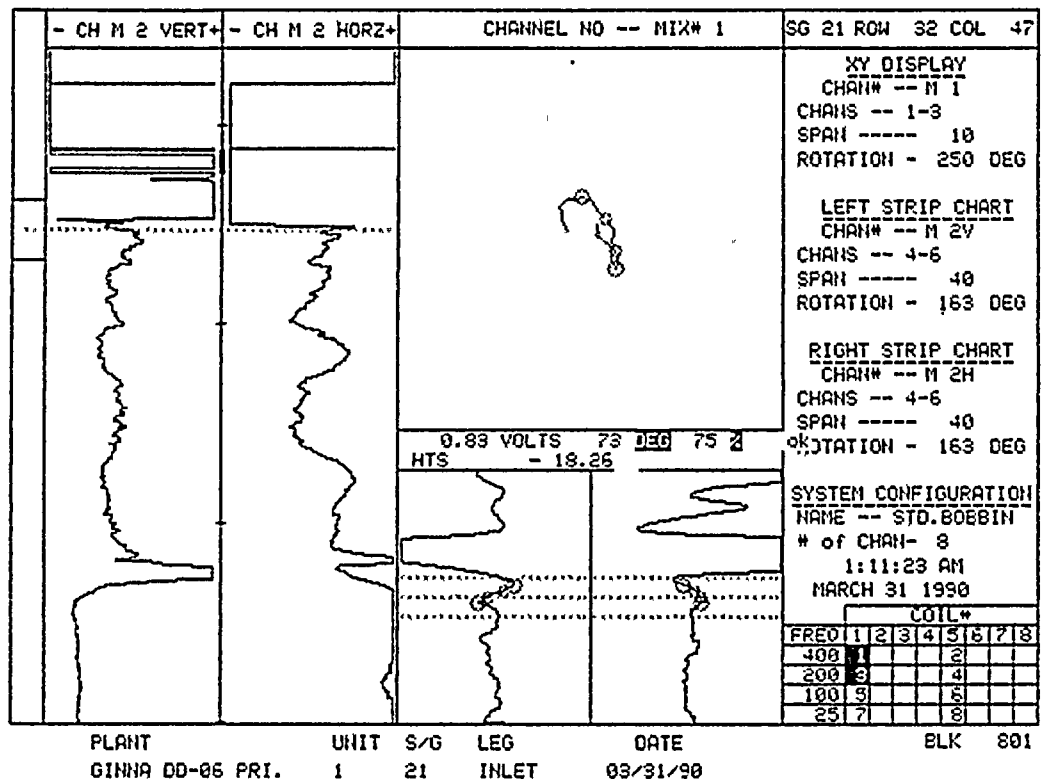 - CH M 2 VERT+
- CH M 2 HORZ+
CHANNEL NO -- MIX# 1
SG 21 ROW 32 COL 47
XY DISPLAY
CHAN# -- M 1
CHANS -- 1-3
SPAN ----- 10
ROTATION - 250 DEG
LEFT STRIP CHART
CHAN# -- M 2V
CHANS -- 4-6
SPAN ----- 40
ROTATION - 163 DEG
RIGHT STRIP CHART
CHAN# -- M 2H
CHANS -- 4-6
SPAN ----- 40
ROTATION - 163 DEG
0.83 VOLTS 73 DEG 75 %
HTS - 18.26
SYSTEM CONFIGURATION
NAME -- STD.BOBBIN
# of CHAN- 8
1:11:23 AM
MARCH 31 1990
COIL#
FREQ 1 2 3 4 5 6 7 8
400 1 2
200 3 4
100 5 6
25 7 8
PLANT UNIT S/G LEG DATE BLK 801
GINNA DD-06 PRI. 1 21 INLET 03/31/90